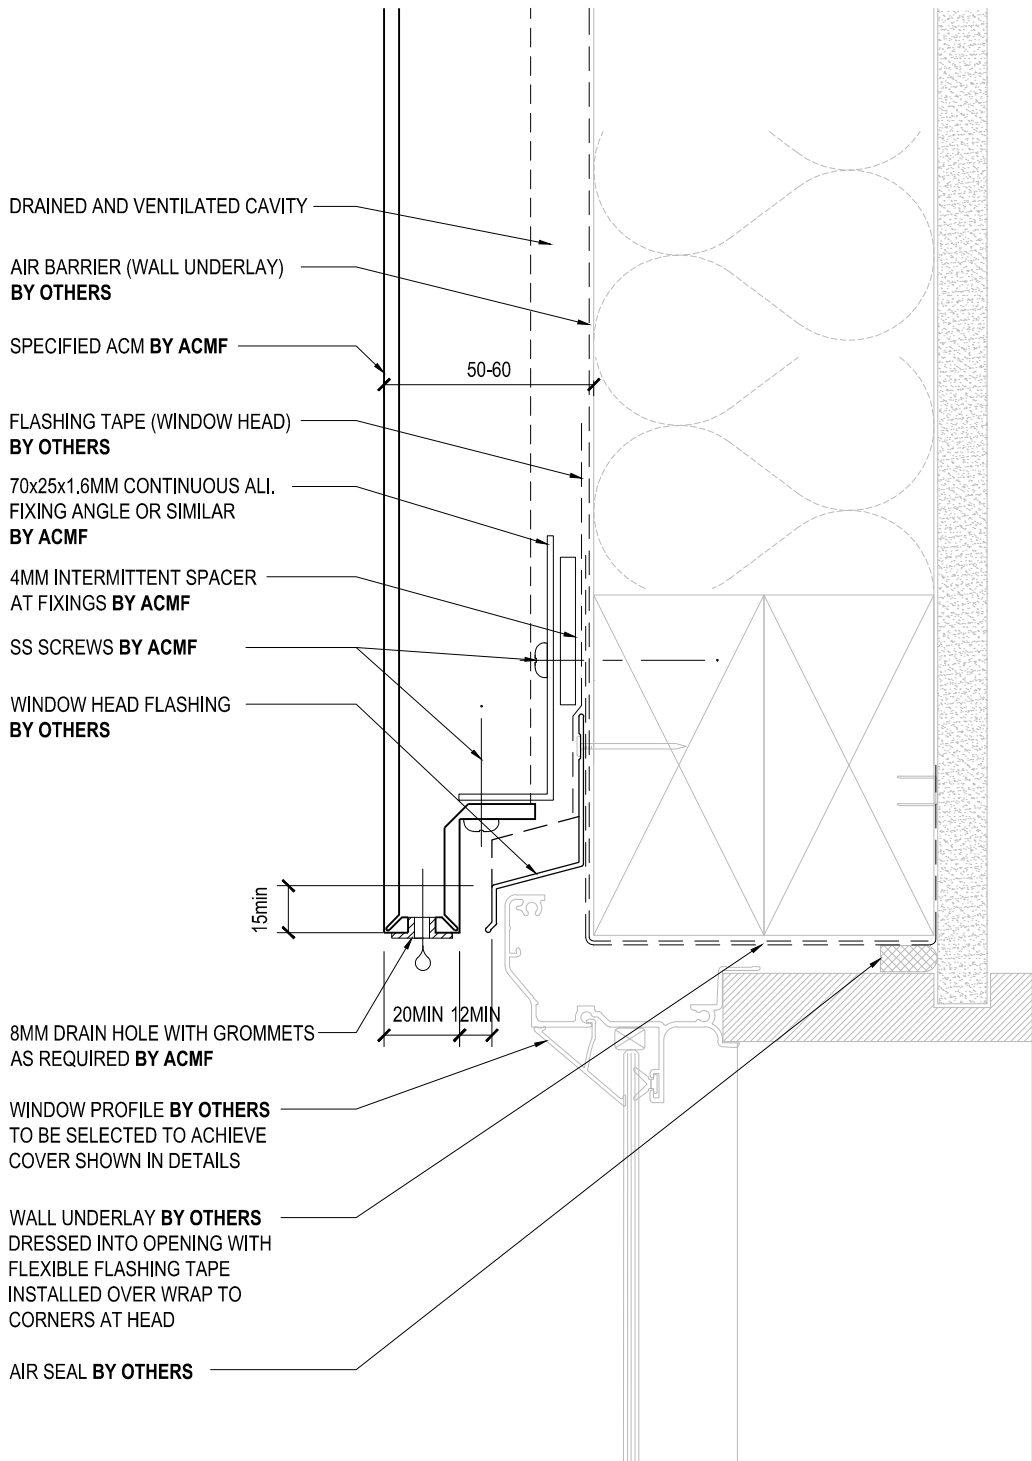 DRAINED AND VENTILATED CAVITY
AIR BARRIER (WALL UNDERLAY)
BY OTHERS
SPECIFIED ACM BY ACMF
50-60
FLASHING TAPE (WINDOW HEAD)
BY OTHERS
70x25x1.6MM CONTINUOUS ALI.
FIXING ANGLE OR SIMILAR
BY ACMF
4MM INTERMITTENT SPACER
AT FIXINGS BY ACMF
SS SCREWS BY ACMF
WINDOW HEAD FLASHING
BY OTHERS
15min
20MIN 12MIN
8MM DRAIN HOLE WITH GROMMETS
AS REQUIRED BY ACMF
WINDOW PROFILE BY OTHERS
TO BE SELECTED TO ACHIEVE
COVER SHOWN IN DETAILS
WALL UNDERLAY BY OTHERS
DRESSED INTO OPENING WITH
FLEXIBLE FLASHING TAPE
INSTALLED OVER WRAP TO
CORNERS AT HEAD
AIR SEAL BY OTHERS